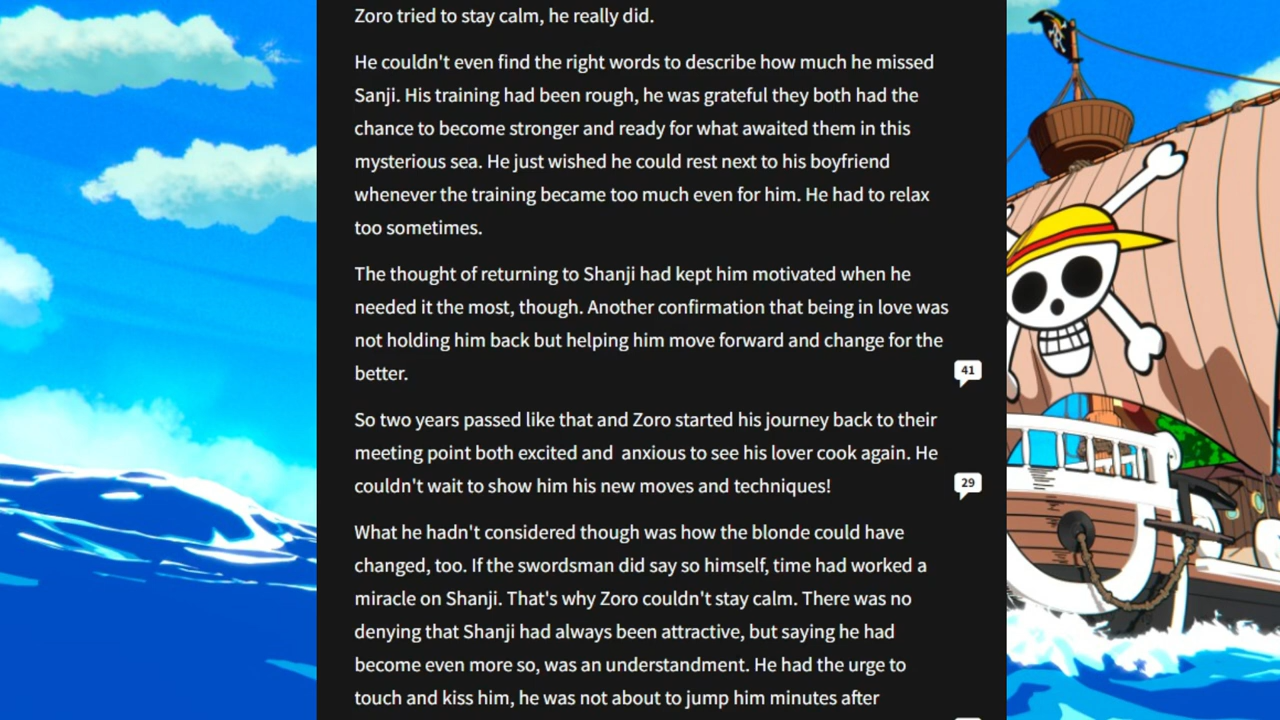 Zoro tried to stay calm, he really did.
He couldn't even find the right words to describe how much he missed
Sanji. His training had been rough, he was grateful they both had the
chance to become stronger and ready for what awaited them in this
mysterious sea. He just wished he could rest next to his boyfriend
whenever the training became too much even for him. He had to relax
too sometimes.
The thought of returning to Shanji had kept him motivated when he
needed it the most, though. Another confirmation that being in love was
not holding him back but helping him move forward and change for the
better.
41
So two years passed like that and Zoro started his journey back to their
meeting point both excited and  anxious to see his lover cook again. He
couldn't wait to show him his new moves and techniques!
29
What he hadn't considered though was how the blonde could have
changed, too. If the swordsman did say so himself, time had worked a
miracle on Shanji. That's why Zoro couldn't stay calm. There was no
denying that Shanji had always been attractive, but saying he had
become even more so, was an understandment. He had the urge to
touch and kiss him, he was not about to jump him minutes after